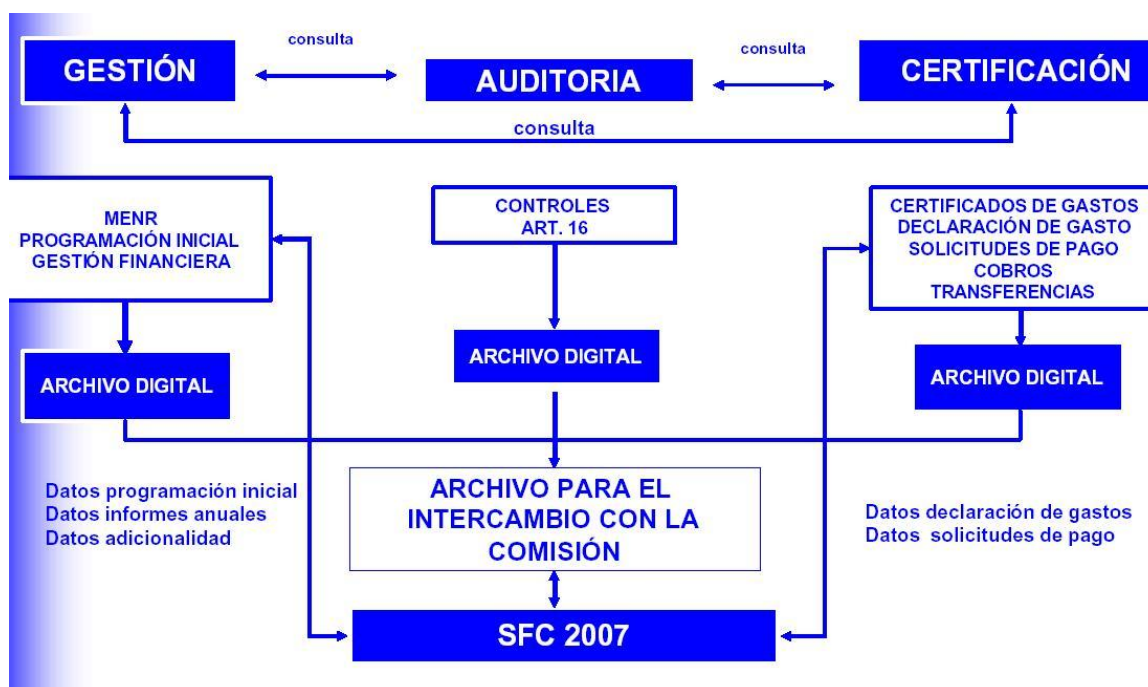 consulta
consulta
GESTIÓN
AUDITORIA
CERTIFICACIÓN
consulta
MENR
PROGRAMACIÓN INICIAL
GESTIÓN FINANCIERA
CONTROLES
ART. 16
CERTIFICADOS DE GASTOS
DECLARACIÓN DE GASTO
SOLICITUDES DE PAGO
COBROS
TRANSFERENCIAS
ARCHIVO DIGITAL
ARCHIVO DIGITAL
ARCHIVO DIGITAL
Datos programación inicial
Datos informes anuales
Datos adicionalidad
ARCHIVO PARA EL
INTERCAMBIO CON LA
COMISIÓN
Datos declaración de gastos
Datos solicitudes de pago
SFC 2007